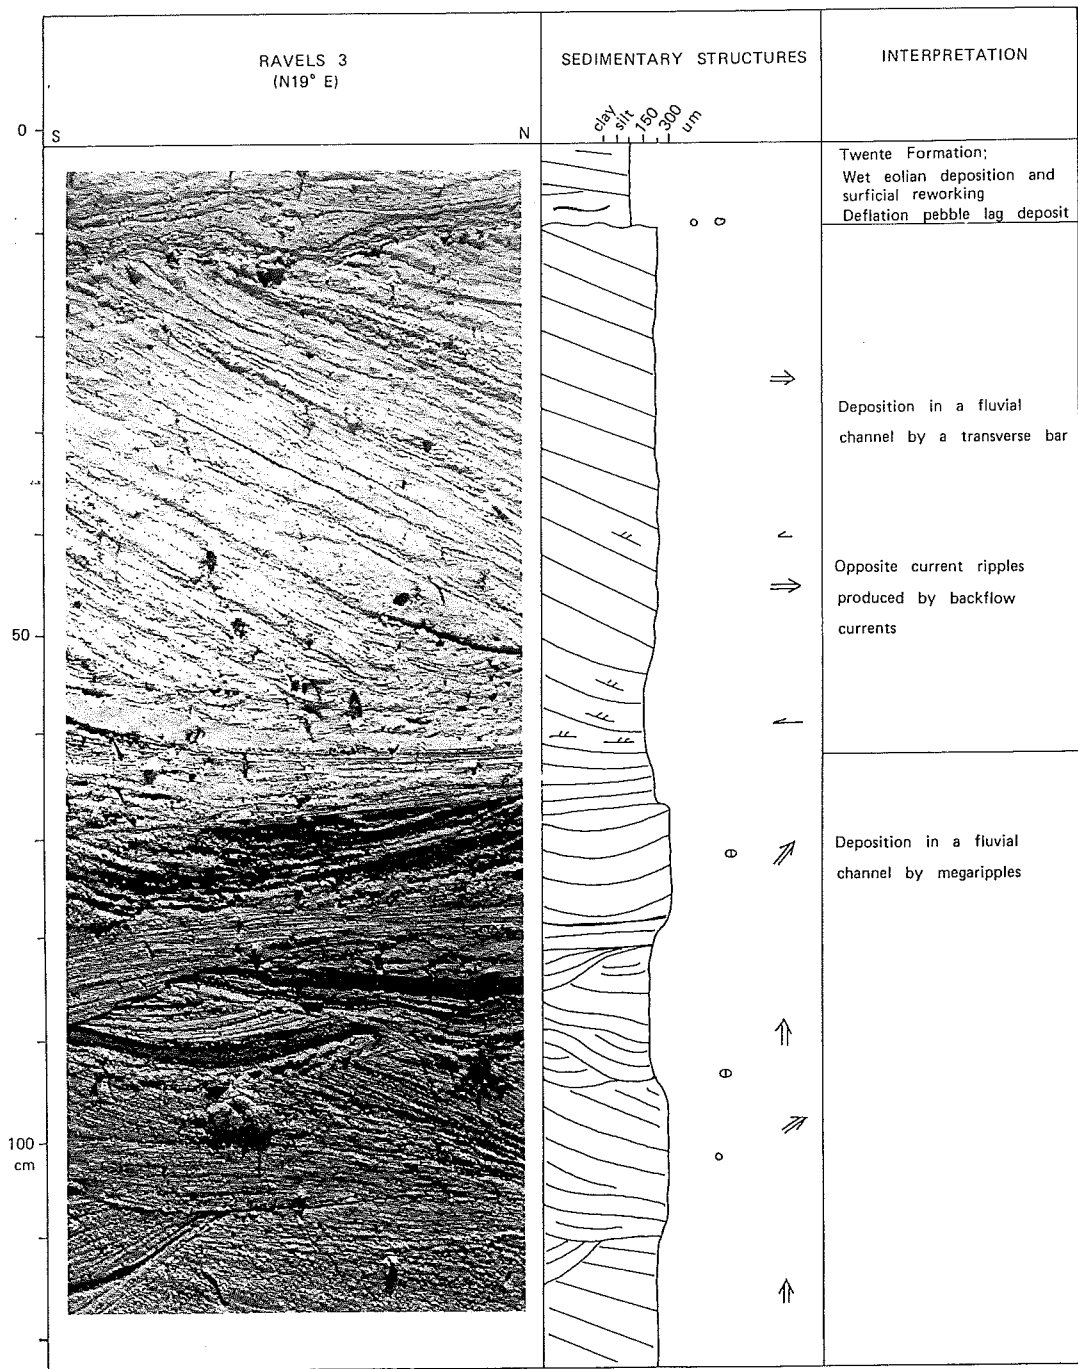 RAVELS 3
(N19° E)
SEDIMENTARY STRUCTURES
INTERPRETATION
clay
silt
150
300
um
0
S
N
Twente Formation;
Wet eolian deposition and
surficial reworking
Deflation pebble lag deposit
Deposition in a fluvial
channel by a transverse bar
Opposite current ripples
produced by backflow
currents
50
Deposition in a fluvial
channel by megaripples
100
cm